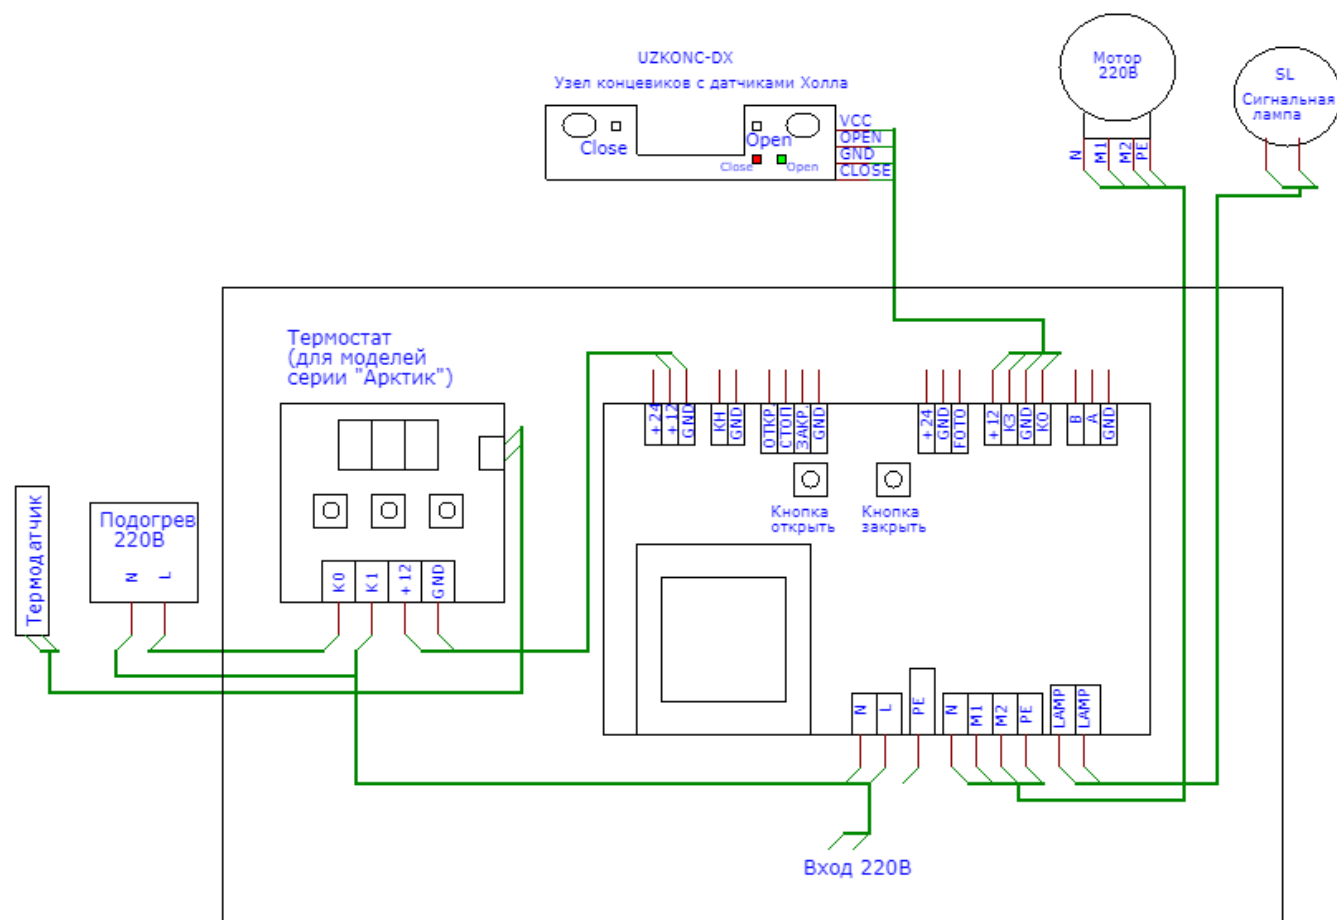 UZKONC-DX
Узел концевиков с датчиками Холла
Close
Open
Close
Open
VCC
OPEN
GND
CLOSE
Мотор
220В
N
M1
M2
PE
SL
Сигнальная
лампа
Термостат
(для моделей
серии "Арктик")
K0
K1
+12
GND
Термодатчик
Подогрев
220В
N
L
+24
+12
GND
КН
GND
ОТКР.
СТОП
ЗАКР.
GND
+24
GND
FOTO
+12
КЗ
GND
КО
B
A
GND
Кнопка
открыть
Кнопка
закрыть
N
L
PE
N
M1
M2
PE
LAMP
LAMP
Вход 220В